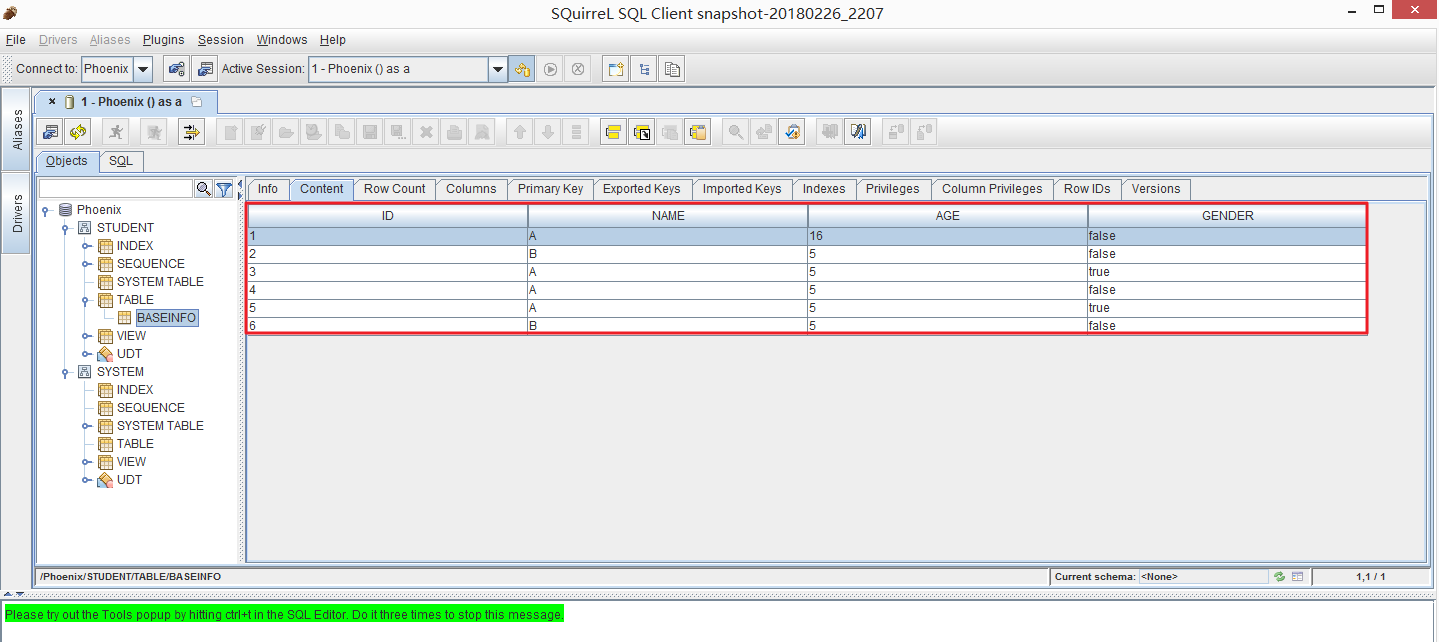 SQuirreL SQL Client snapshot-20180226_2207
File Drivers Aliases Plugins Session Windows Help
Connect to: Phoenix Active Session: 1 - Phoenix () as a
Aliases
Drivers
1 - Phoenix () as a
Objects SQL
Info Content Row Count Columns Primary Key Exported Keys Imported Keys Indexes Privileges Column Privileges Row IDs Versions
Phoenix
STUDENT
INDEX
SEQUENCE
SYSTEM TABLE
TABLE
BASEINFO
VIEW
UDT
SYSTEM
INDEX
SEQUENCE
SYSTEM TABLE
TABLE
VIEW
UDT
ID NAME AGE GENDER
1 A 16 false
2 B 5 false
3 A 5 true
4 A 5 false
5 A 5 true
6 B 5 false
/Phoenix/STUDENT/TABLE/BASEINFO Current schema: <None> 1,1 / 1
Please try out the Tools popup by hitting ctrl+t in the SQL Editor. Do it three times to stop this message.